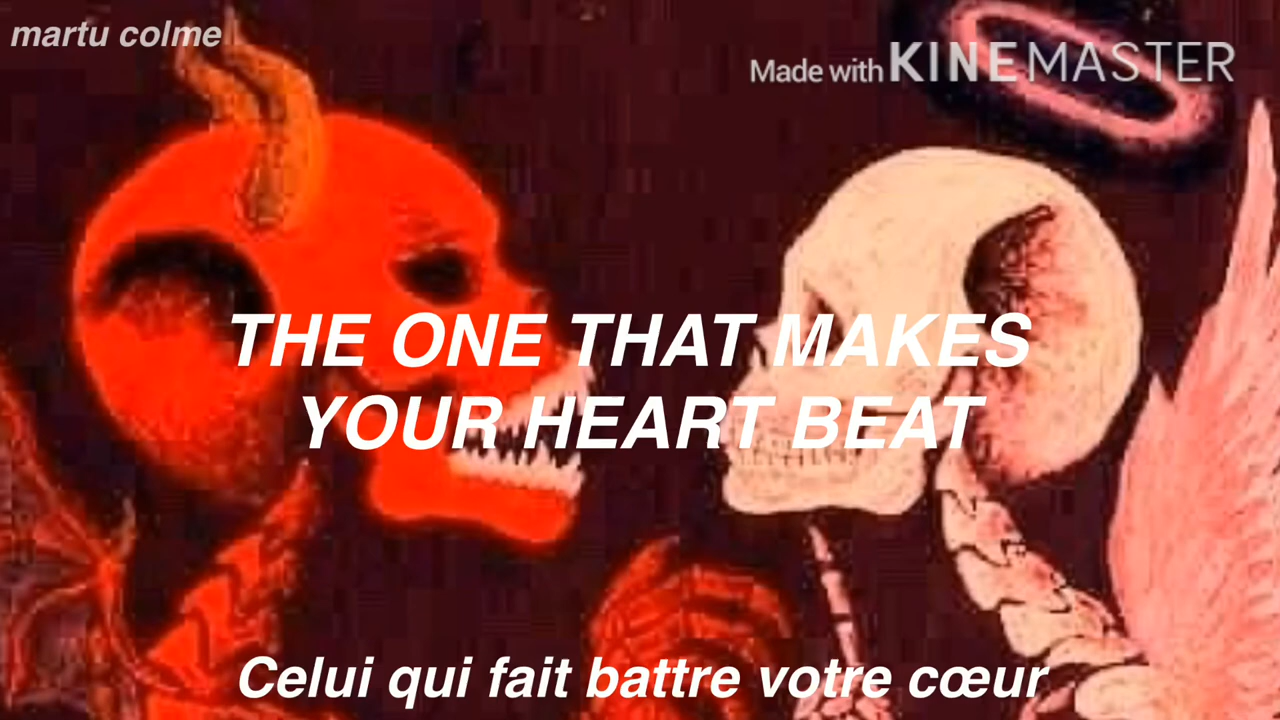 martu colme
Made with KINEMASTER
THE ONE THAT MAKES
YOUR HEART BEAT
Celui qui fait battre votre cœur